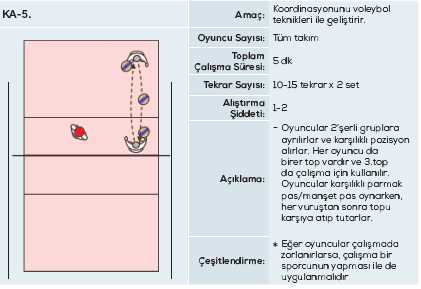 KA-5.
Amaç: Koordinasyonunu voleybol
teknikleri ile geliştirir.
Oyuncu Sayısı: Tüm takım
Toplam
Çalışma Süresi: 5 dk
Tekrar Sayısı: 10-15 tekrar x 2 set
Alıştırma
Şiddeti: 1-2
Açıklama:
- Oyuncular 2'şerli gruplara
ayrılırlar ve karşılıklı pozisyon
alırlar. Her oyuncu da
birer top vardır ve 3.top
da çalışma için kullanılır.
Oyuncular karşılıklı parmak
pas/manşet pas oynarken,
her vuruştan sonra topu
karşıya atıp tutarlar.
Çeşitlendirme:
* Eğer oyuncular çalışmada
zorlanırlarsa, çalışma bir
sporcunun yapması ile de
uygulanmalıdır